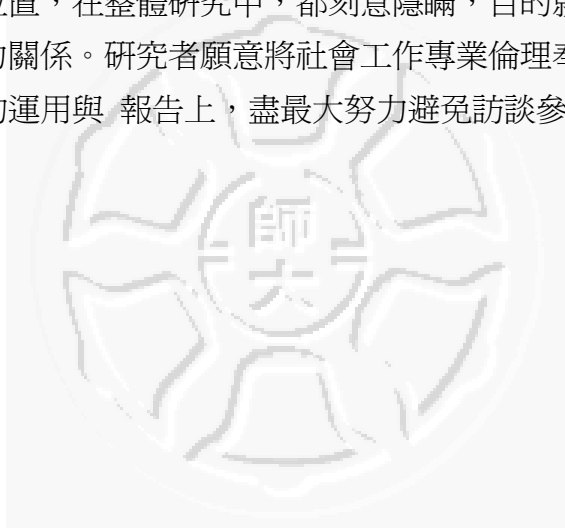 位置，在整體研究中，都刻意隱瞞，目的
的關係。研究者願意將社會工作專業倫理奉
的運用與 報告上，盡最大努力避免訪談參
師
大